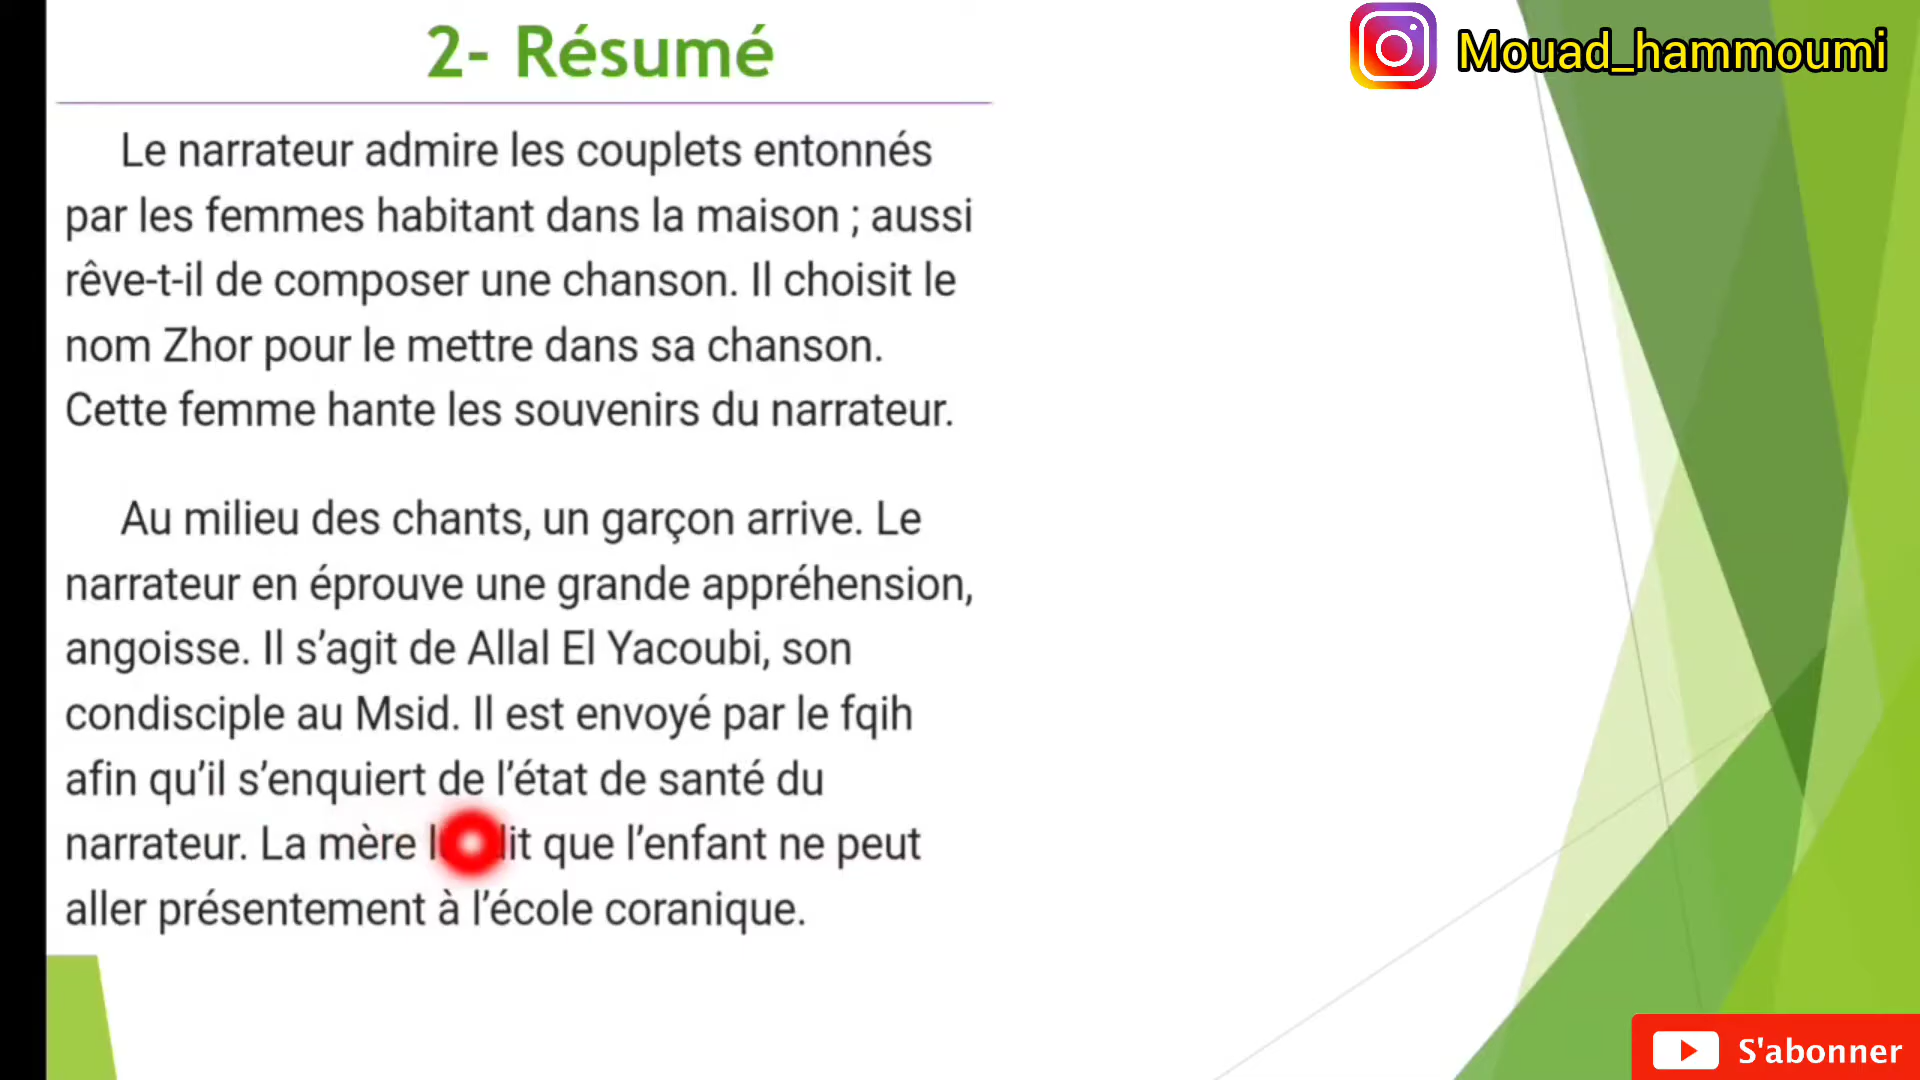 2- Résumé
Mouad_hammoumi
Le narrateur admire les couplets entonnés
par les femmes habitant dans la maison ; aussi
rêve-t-il de composer une chanson. Il choisit le
nom Zhor pour le mettre dans sa chanson.
Cette femme hante les souvenirs du narrateur.
Au milieu des chants, un garçon arrive. Le
narrateur en éprouve une grande appréhension,
angoisse. Il s’agit de Allal El Yacoubi, son
condisciple au Msid. Il est envoyé par le fqih
afin qu’il s’enquiert de l’état de santé du
narrateur. La mère que l’enfant ne peut
aller présentement à l’école coranique.
S'abonner